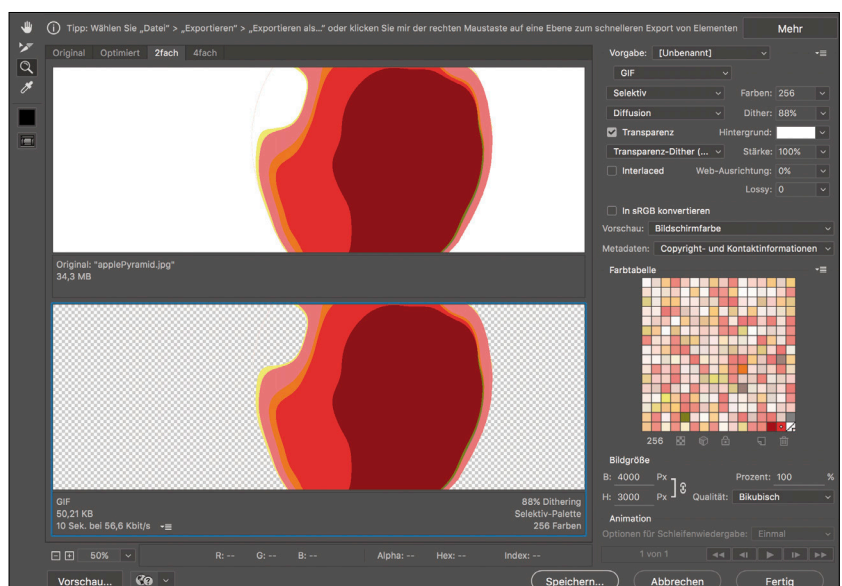 Tipp: Wählen Sie „Datei" > „Exportieren" > „Exportieren als..." oder klicken Sie mir der rechten Maustaste auf eine Ebene zum schnelleren Export von Elementen
Mehr
Original Optimiert 2fach 4fach
Original: "applePyramid.jpg"
34,3 MB
GIF
50,21 KB
10 Sek. bei 56,6 Kbit/s
88% Dithering
Selektiv-Palette
256 Farben
50% R: -- G: -- B: -- Alpha: -- Hex: -- Index: --
Vorgabe: [Unbenannt]
GIF
Selektiv Farben: 256
Diffusion Dither: 88%
Transparenz Hintergrund:
Transparenz-Dither (... Stärke: 100%
Interlaced Web-Ausrichtung: 0%
Lossy: 0
In sRGB konvertieren
Vorschau: Bildschirmfarbe
Metadaten: Copyright- und Kontaktinformationen
Farbtabelle
256
Bildgröße
B: 4000 Px Prozent: 100 %
H: 3000 Px Qualität: Bikubisch
Animation
Optionen für Schleifenwiedergabe: Einmal
1 von 1
Vorschau... Speichern... Abbrechen Fertig